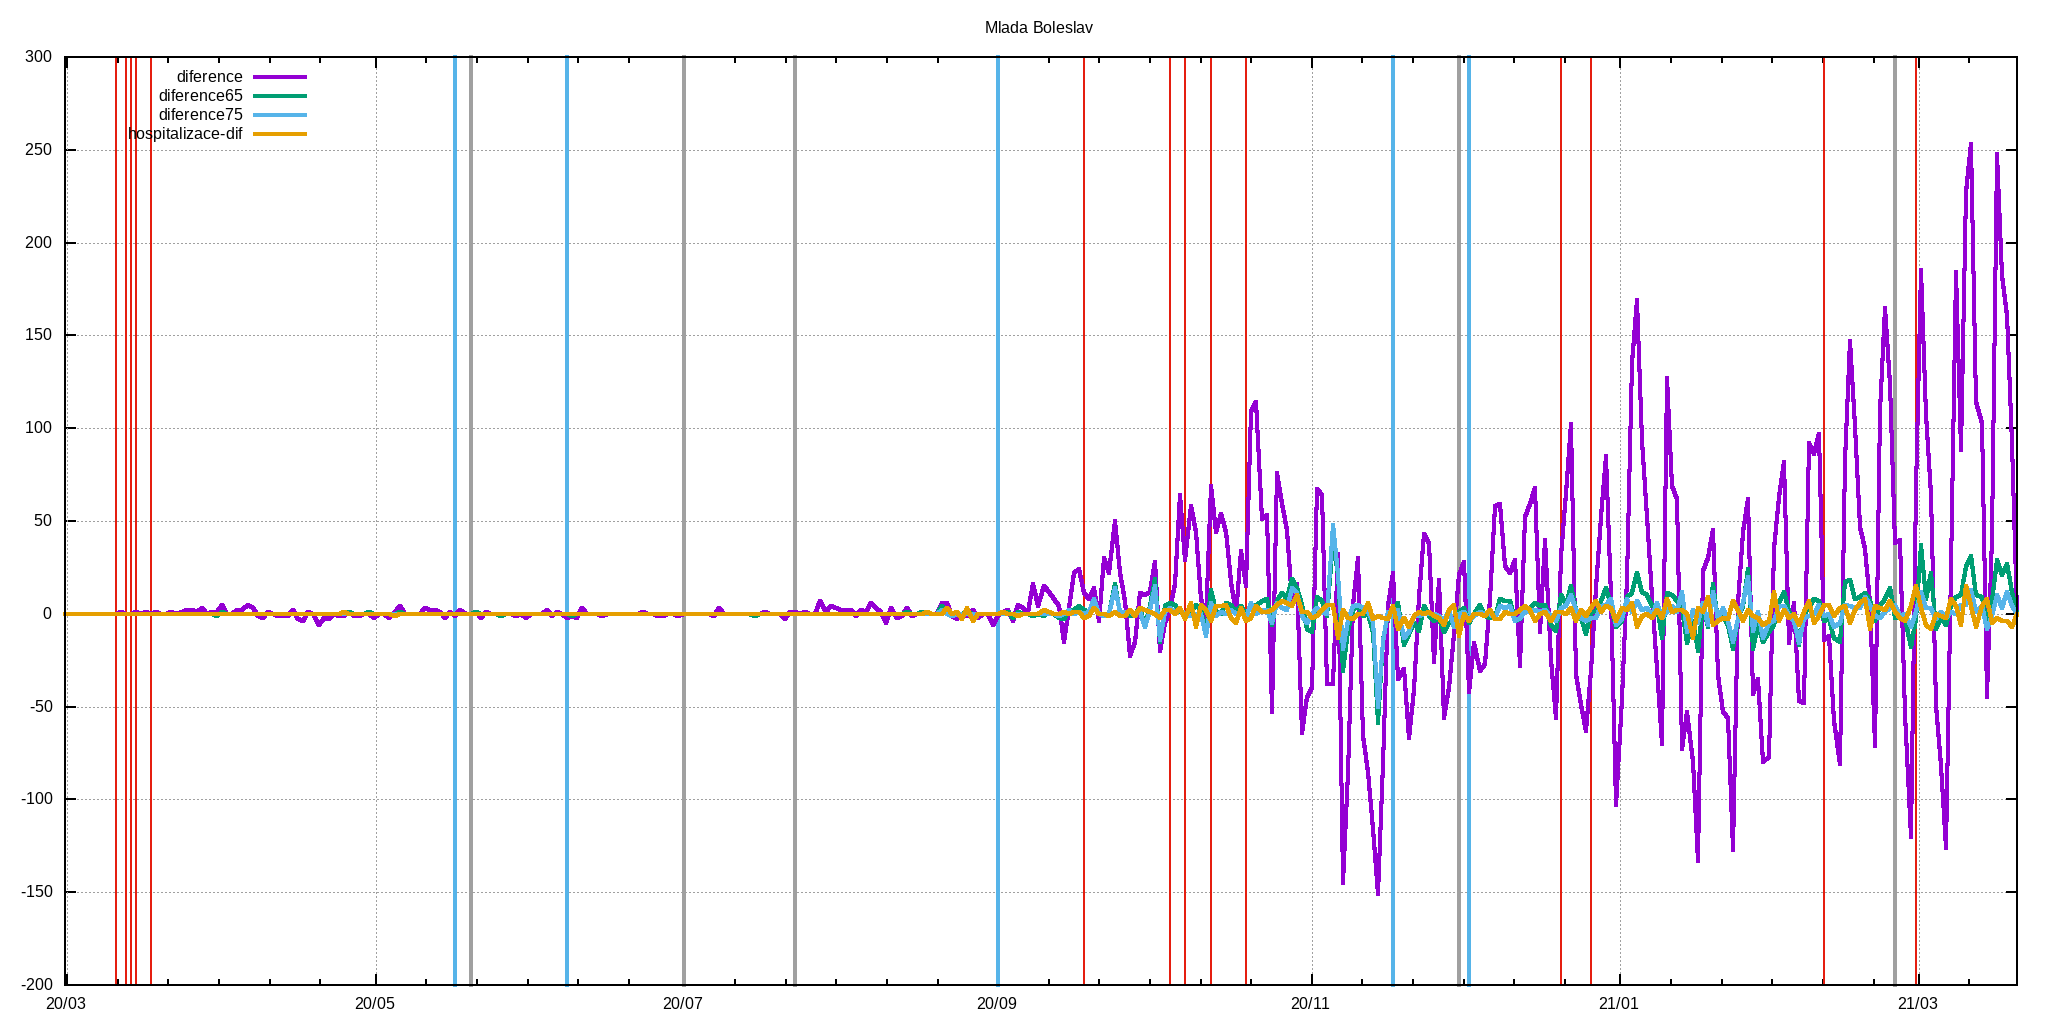 Mlada Boleslav
300
diference
diference65
diference75
hospitalizace-dif
250
200
150
100
50
0
-50
-100
-150
-200
20/03 20/05 20/07 20/09 20/11 21/01 21/03